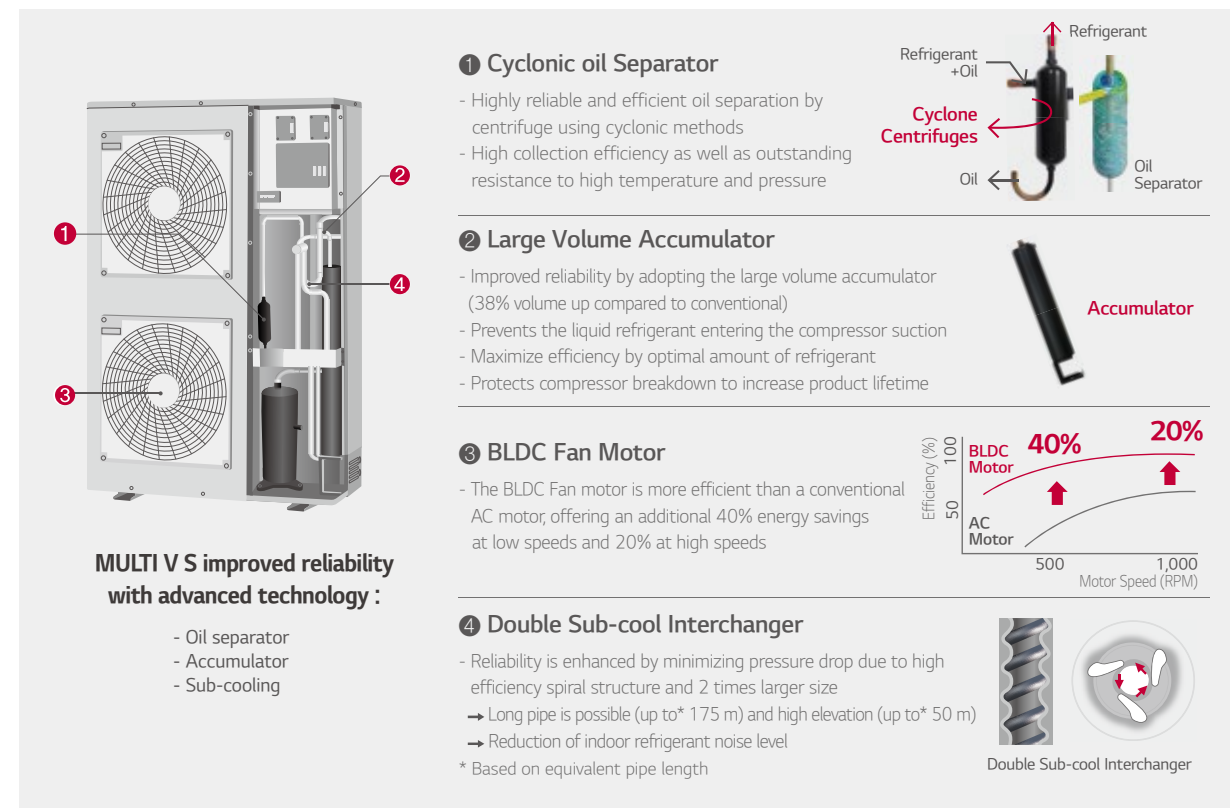 ❶ Cyclonic oil Separator
- Highly reliable and efficient oil separation by
centrifuge using cyclonic methods
- High collection efficiency as well as outstanding
resistance to high temperature and pressure
Refrigerant
Refrigerant
+Oil
Cyclone
Centrifuges
Oil
Oil
Separator
1
2
3
4
MULTI V S improved reliability
with advanced technology :
- Oil separator
- Accumulator
- Sub-cooling
❷ Large Volume Accumulator
- Improved reliability by adopting the large volume accumulator
(38% volume up compared to conventional)
- Prevents the liquid refrigerant entering the compressor suction
- Maximize efficiency by optimal amount of refrigerant
- Protects compressor breakdown to increase product lifetime
Accumulator
❸ BLDC Fan Motor
- The BLDC Fan motor is more efficient than a conventional
AC motor, offering an additional 40% energy savings
at low speeds and 20% at high speeds
Efficiency (%)
100
50
BLDC
Motor
40%
20%
AC
Motor
500
1,000
Motor Speed (RPM)
❹ Double Sub-cool Interchanger
- Reliability is enhanced by minimizing pressure drop due to high
efficiency spiral structure and 2 times larger size
→ Long pipe is possible (up to* 175 m) and high elevation (up to* 50 m)
→ Reduction of indoor refrigerant noise level
* Based on equivalent pipe length
Double Sub-cool Interchanger